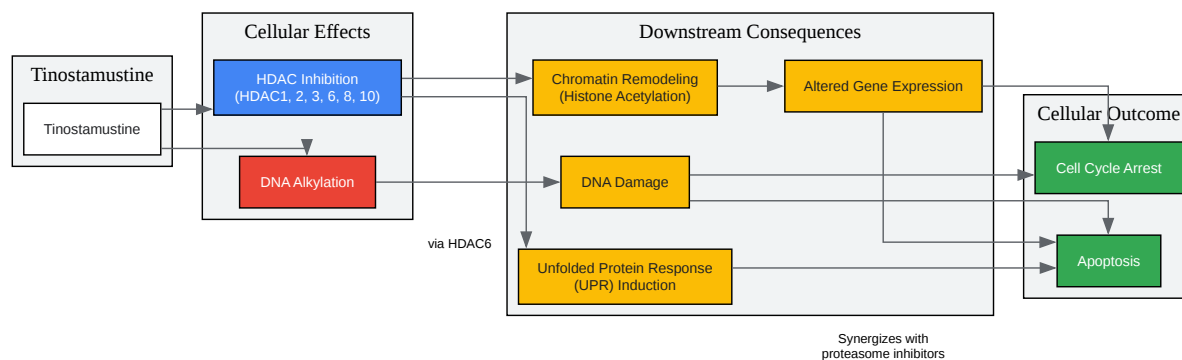 Tinostamustine
Tinostamustine
Cellular Effects
HDAC Inhibition
(HDAC1, 2, 3, 6, 8, 10)
DNA Alkylation
via HDAC6
Downstream Consequences
Chromatin Remodeling
(Histone Acetylation)
Altered Gene Expression
DNA Damage
Unfolded Protein Response
(UPR) Induction
Synergizes with
proteasome inhibitors
Cellular Outcome
Cell Cycle Arrest
Apoptosis